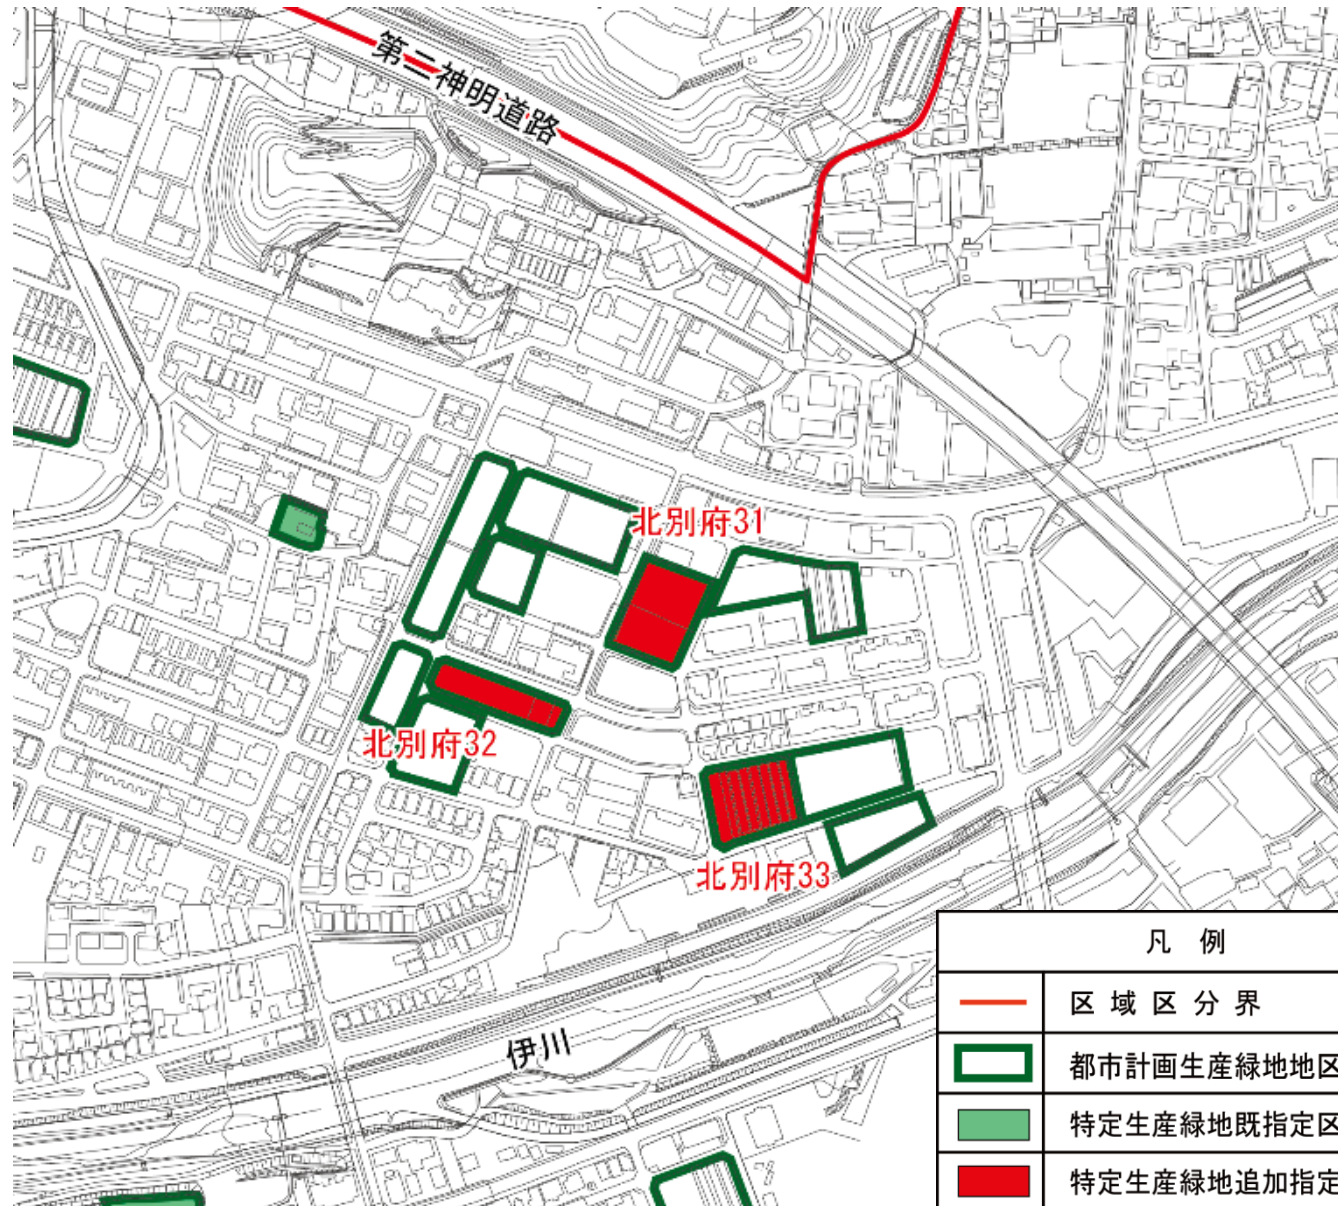 第二神明道路
北別府31
北別府32
北別府33
伊川
凡 例
区 域 区 分 界
都市計画生産緑地地区
特定生産緑地既指定区
特定生産緑地追加指定